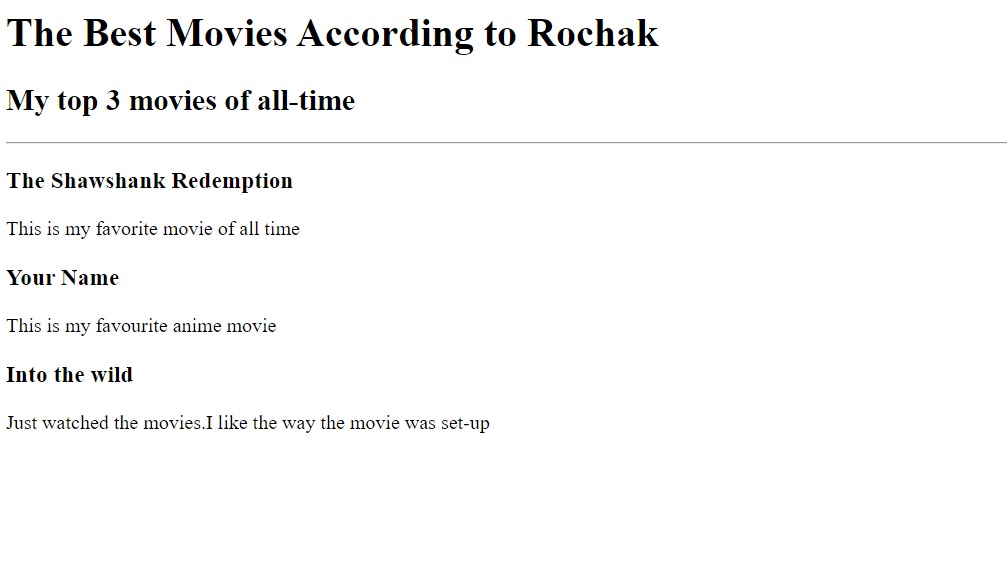 The Best Movies According to Rochak
My top 3 movies of all-time
The Shawshank Redemption
This is my favorite movie of all time
Your Name
This is my favourite anime movie
Into the wild
Just watched the movies.I like the way the movie was set-up